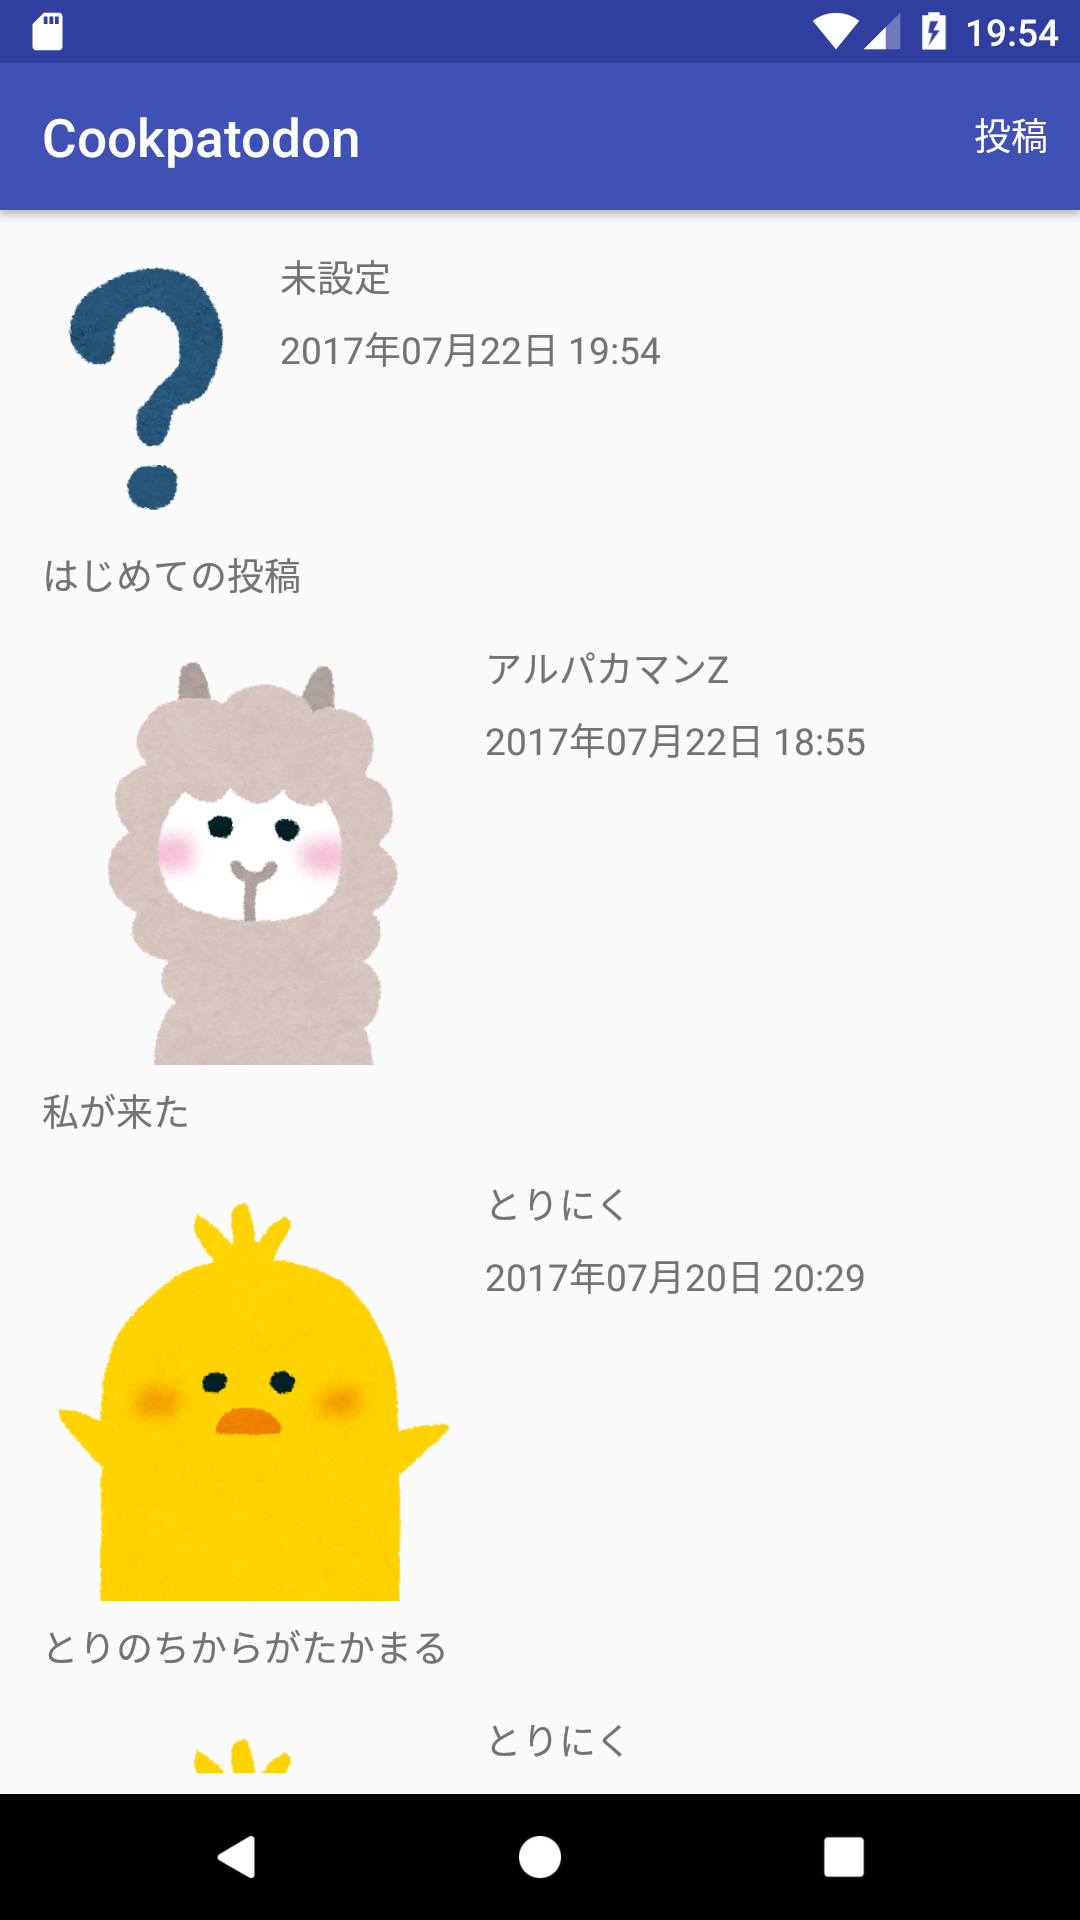 19:54
Cookpatodon
投稿
未設定
2017年07月22日 19:54
はじめての投稿
アルパカマンZ
2017年07月22日 18:55
私が来た
とりにく
2017年07月20日 20:29
とりのちからがたかまる
とりにく